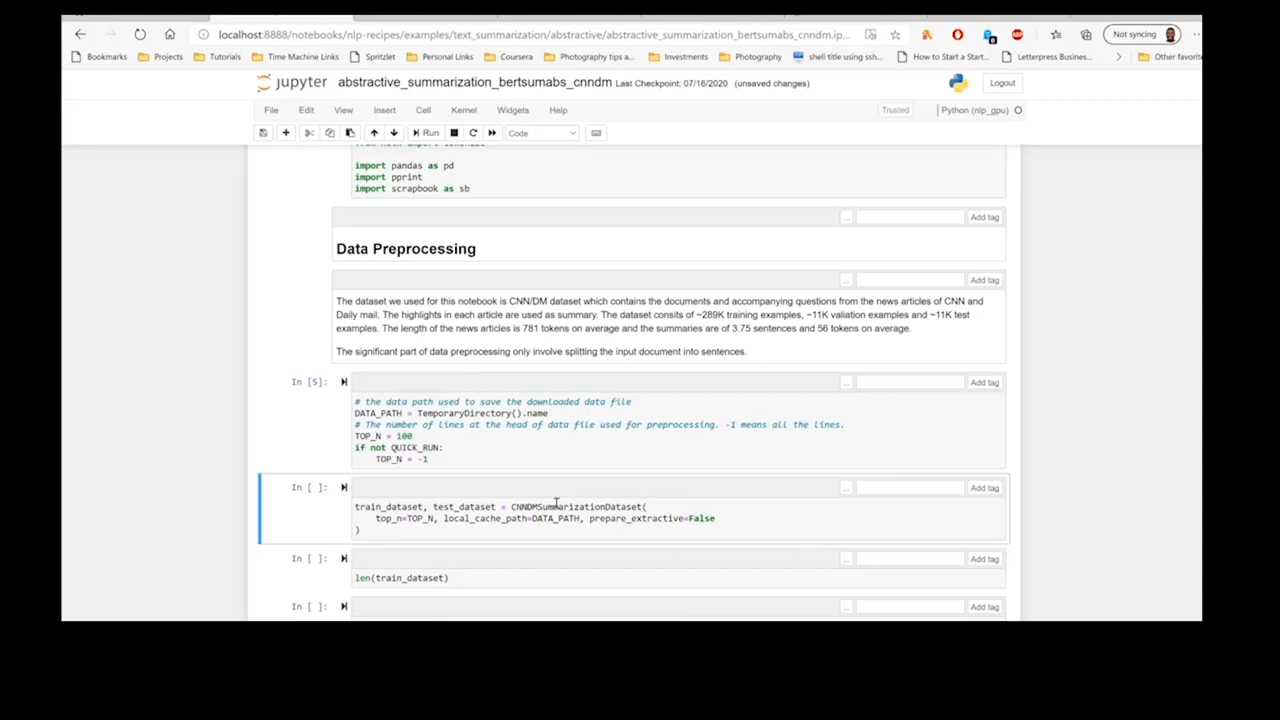 localhost:8888/notebooks/nlp-recipes/examples/text_summarization/abstractive/abstractive_summarization_bertsumabs_cnndm.ip...
Not syncing
Bookmarks Projects Tutorials Time Machine Links Spritzlet Personal Links Coursera Photography tips a... Investments Photography shell title using ssh... How to Start a Start... Letterpress Busines... Other favorite
jupyter abstractive_summarization_bertsumabs_cnndm Last Checkpoint: 07/16/2020 (unsaved changes) Logout
File Edit View Insert Cell Kernel Widgets Help Trusted Python (nlp_gpu)
Run Code
import pandas as pd
import pprint
import scrapbook as sb
... Add tag
Data Preprocessing
... Add tag
The dataset we used for this notebook is CNN/DM dataset which contains the documents and accompanying questions from the news articles of CNN and
Daily mail. The highlights in each article are used as summary. The dataset consits of ~289K training examples, ~11K valiation examples and ~11K test
examples. The length of the news articles is 781 tokens on average and the summaries are of 3.75 sentences and 56 tokens on average.
The significant part of data preprocessing only involve splitting the input document into sentences.
In [5]: ... Add tag
# the data path used to save the downloaded data file
DATA_PATH = TemporaryDirectory().name
# The number of lines at the head of data file used for preprocessing. -1 means all the lines.
TOP_N = 100
if not QUICK_RUN:
TOP_N = -1
In [ ]: ... Add tag
train_dataset, test_dataset = CNNDMSummarizationDataset(
top_n=TOP_N, local_cache_path=DATA_PATH, prepare_extractive=False
)
In [ ]: ... Add tag
len(train_dataset)
In [ ]: ... Add tag